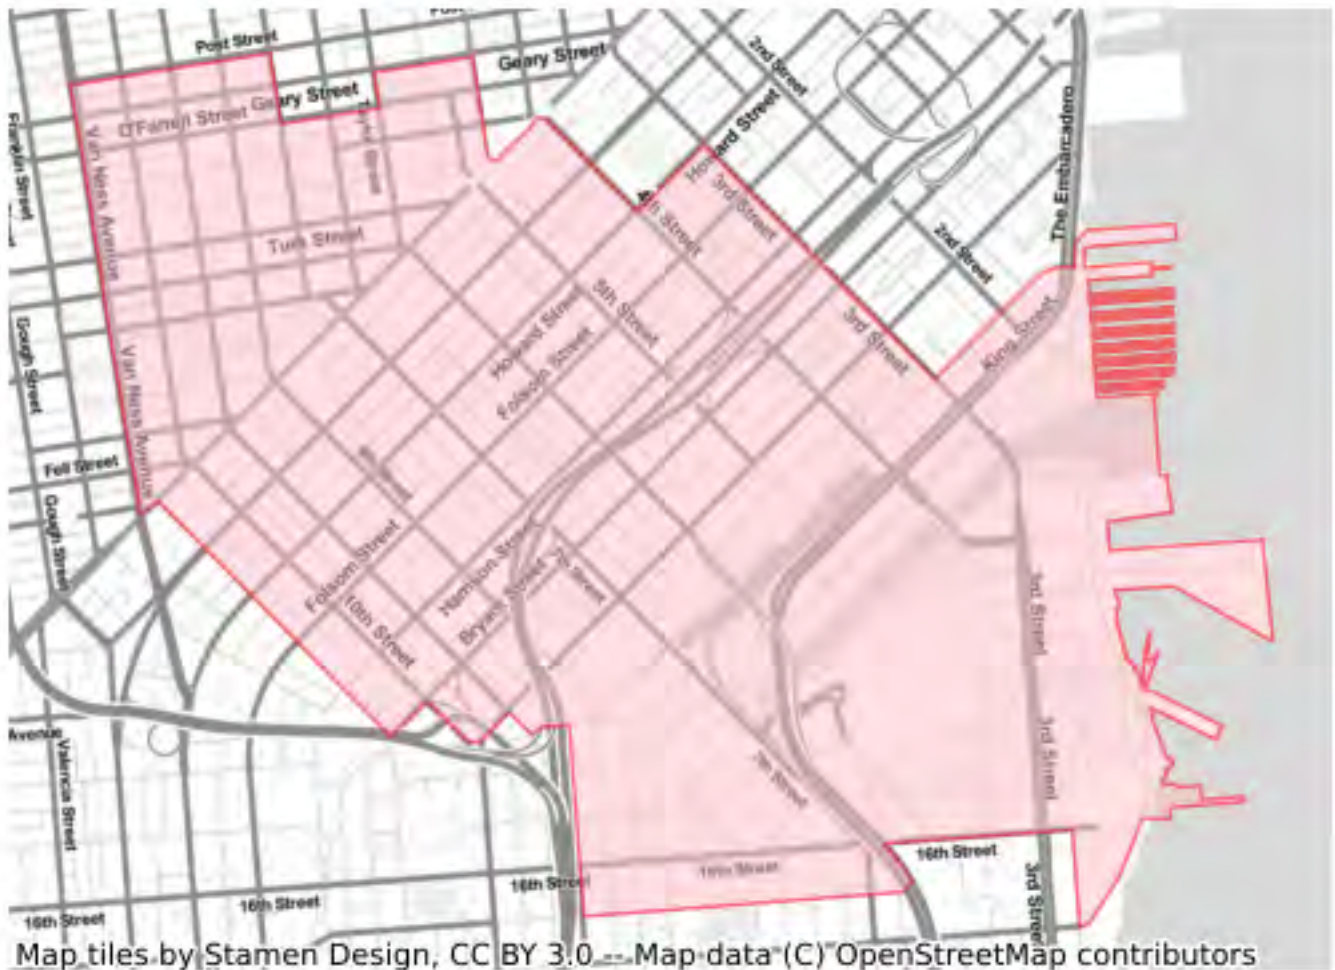 Post Street
Geary Street
2nd Street
Geary Street
O'Farrell Street
Howard Street
The Embarcadero
Franklin Street
Van Ness Avenue
Taylor Street
3rd Street
4th Street
2nd Street
Turk Street
5th Street
Howard Street
King Street
3rd Street
Folsom Street
Gough Street
Van Ness Avenue
Fell Street
Gough Street
Folsom Street
Harrison Street
Bryant Street
7th Street
10th Street
3rd Street
Avenue
Valencia Street
3rd Street
7th Street
16th Street
16th Street
16th Street
3rd Street
16th Street
16th Street
Map tiles by Stamen Design, CC BY 3.0 -- Map data (C) OpenStreetMap contributors